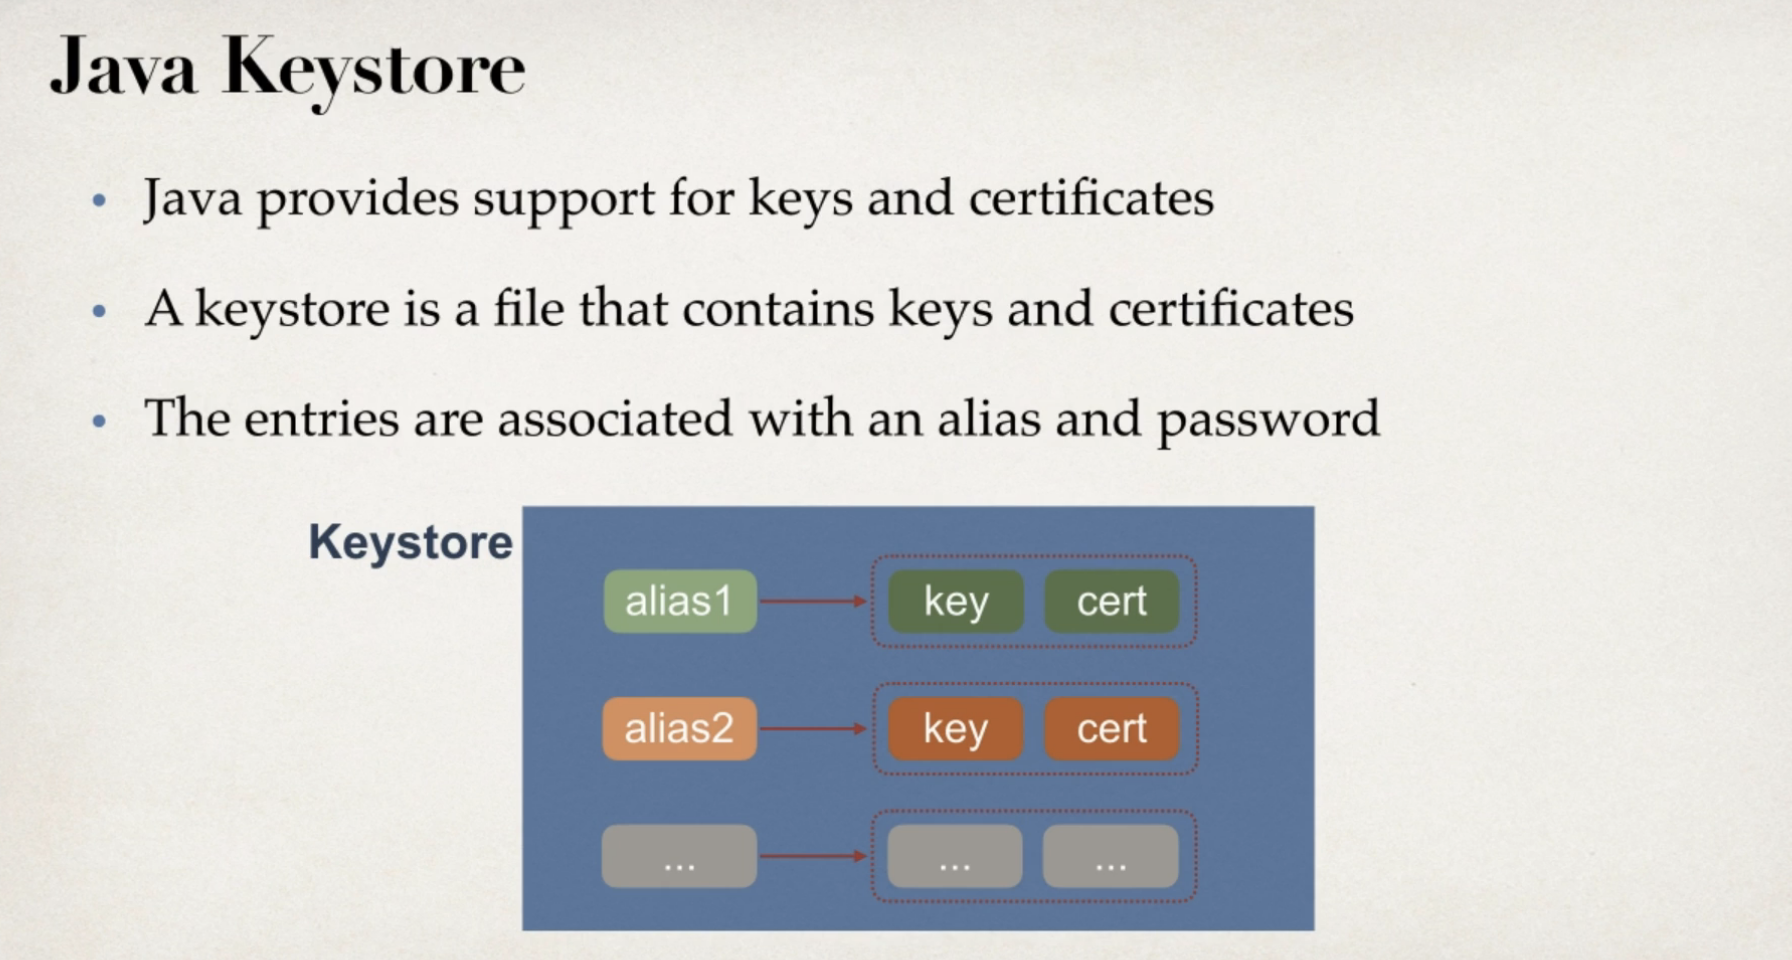 Java Keystore
• Java provides support for keys and certificates
• A keystore is a file that contains keys and certificates
• The entries are associated with an alias and password
Keystore
alias1 key cert
alias2 key cert
... ... ...